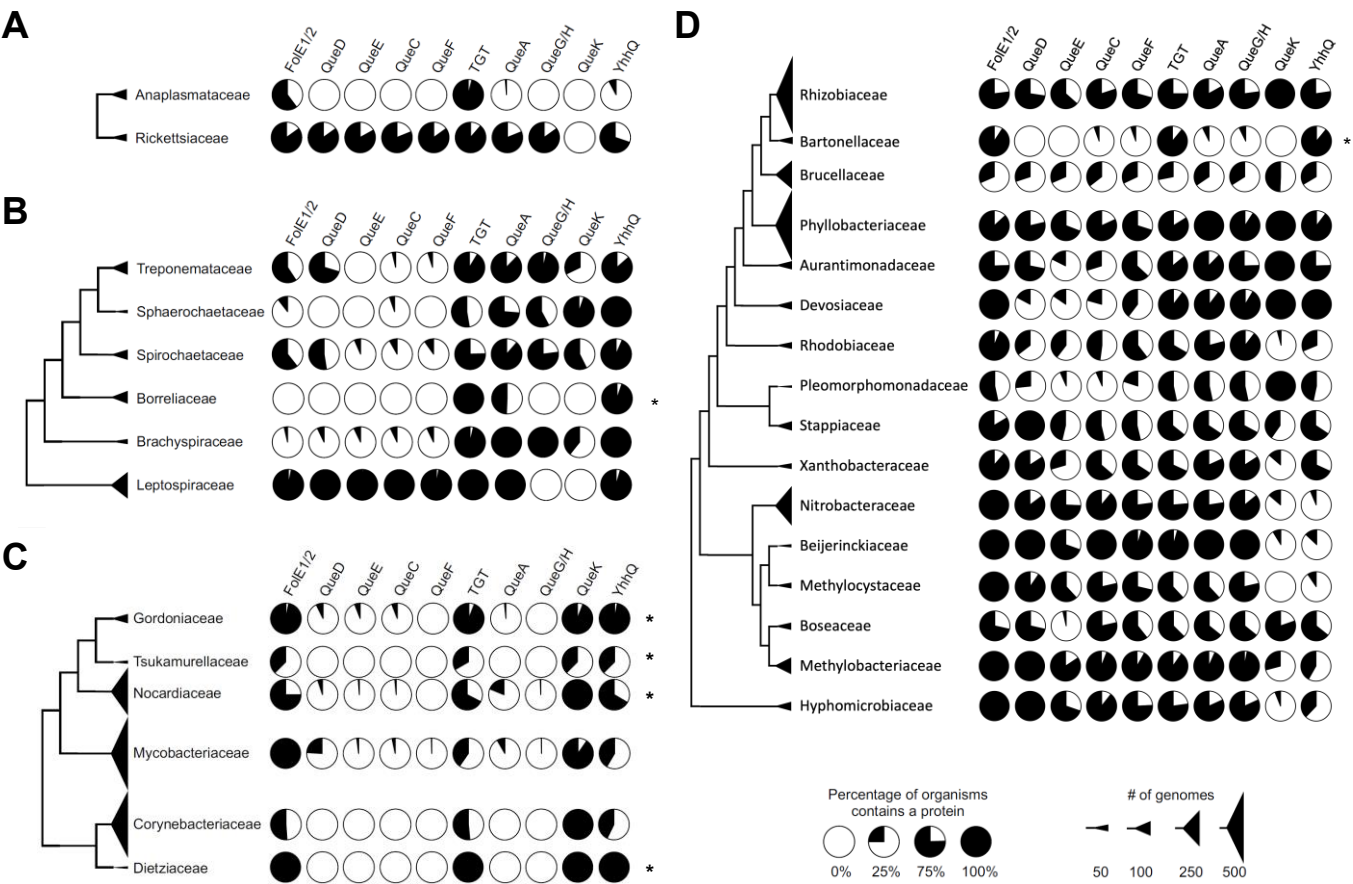 A
FolE1/2 QueD QueE QueC QueF TGT QueA QueG/H QueK YhhQ
Anaplasmataceae
Rickettsiaceae
B
FolE1/2 QueD QueE QueC QueF TGT QueA QueG/H QueK YhhQ
Treponemataceae
Sphaerochaetaceae
Spirochaetaceae
Borreliaceae *
Brachyspiraceae
Leptospiraceae
C
FolE1/2 QueD QueE QueC QueF TGT QueA QueG/H QueK YhhQ
Gordoniaceae *
Tsukamurellaceae *
Nocardiaceae *
Mycobacteriaceae
Corynebacteriaceae
Dietziaceae *
D
FolE1/2 QueD QueE QueC QueF TGT QueA QueG/H QueK YhhQ
Rhizobiaceae
Bartonellaceae *
Brucellaceae
Phyllobacteriaceae
Aurantimonadaceae
Devosiaceae
Rhodobiaceae
Pleomorphomonadaceae
Stappiaceae
Xanthobacteraceae
Nitrobacteraceae
Beijerinckiaceae
Methylocystaceae
Boseaceae
Methylobacteriaceae
Hyphomicrobiaceae
Percentage of organisms
contains a protein
0% 25% 75% 100%
# of genomes
50 100 250 500